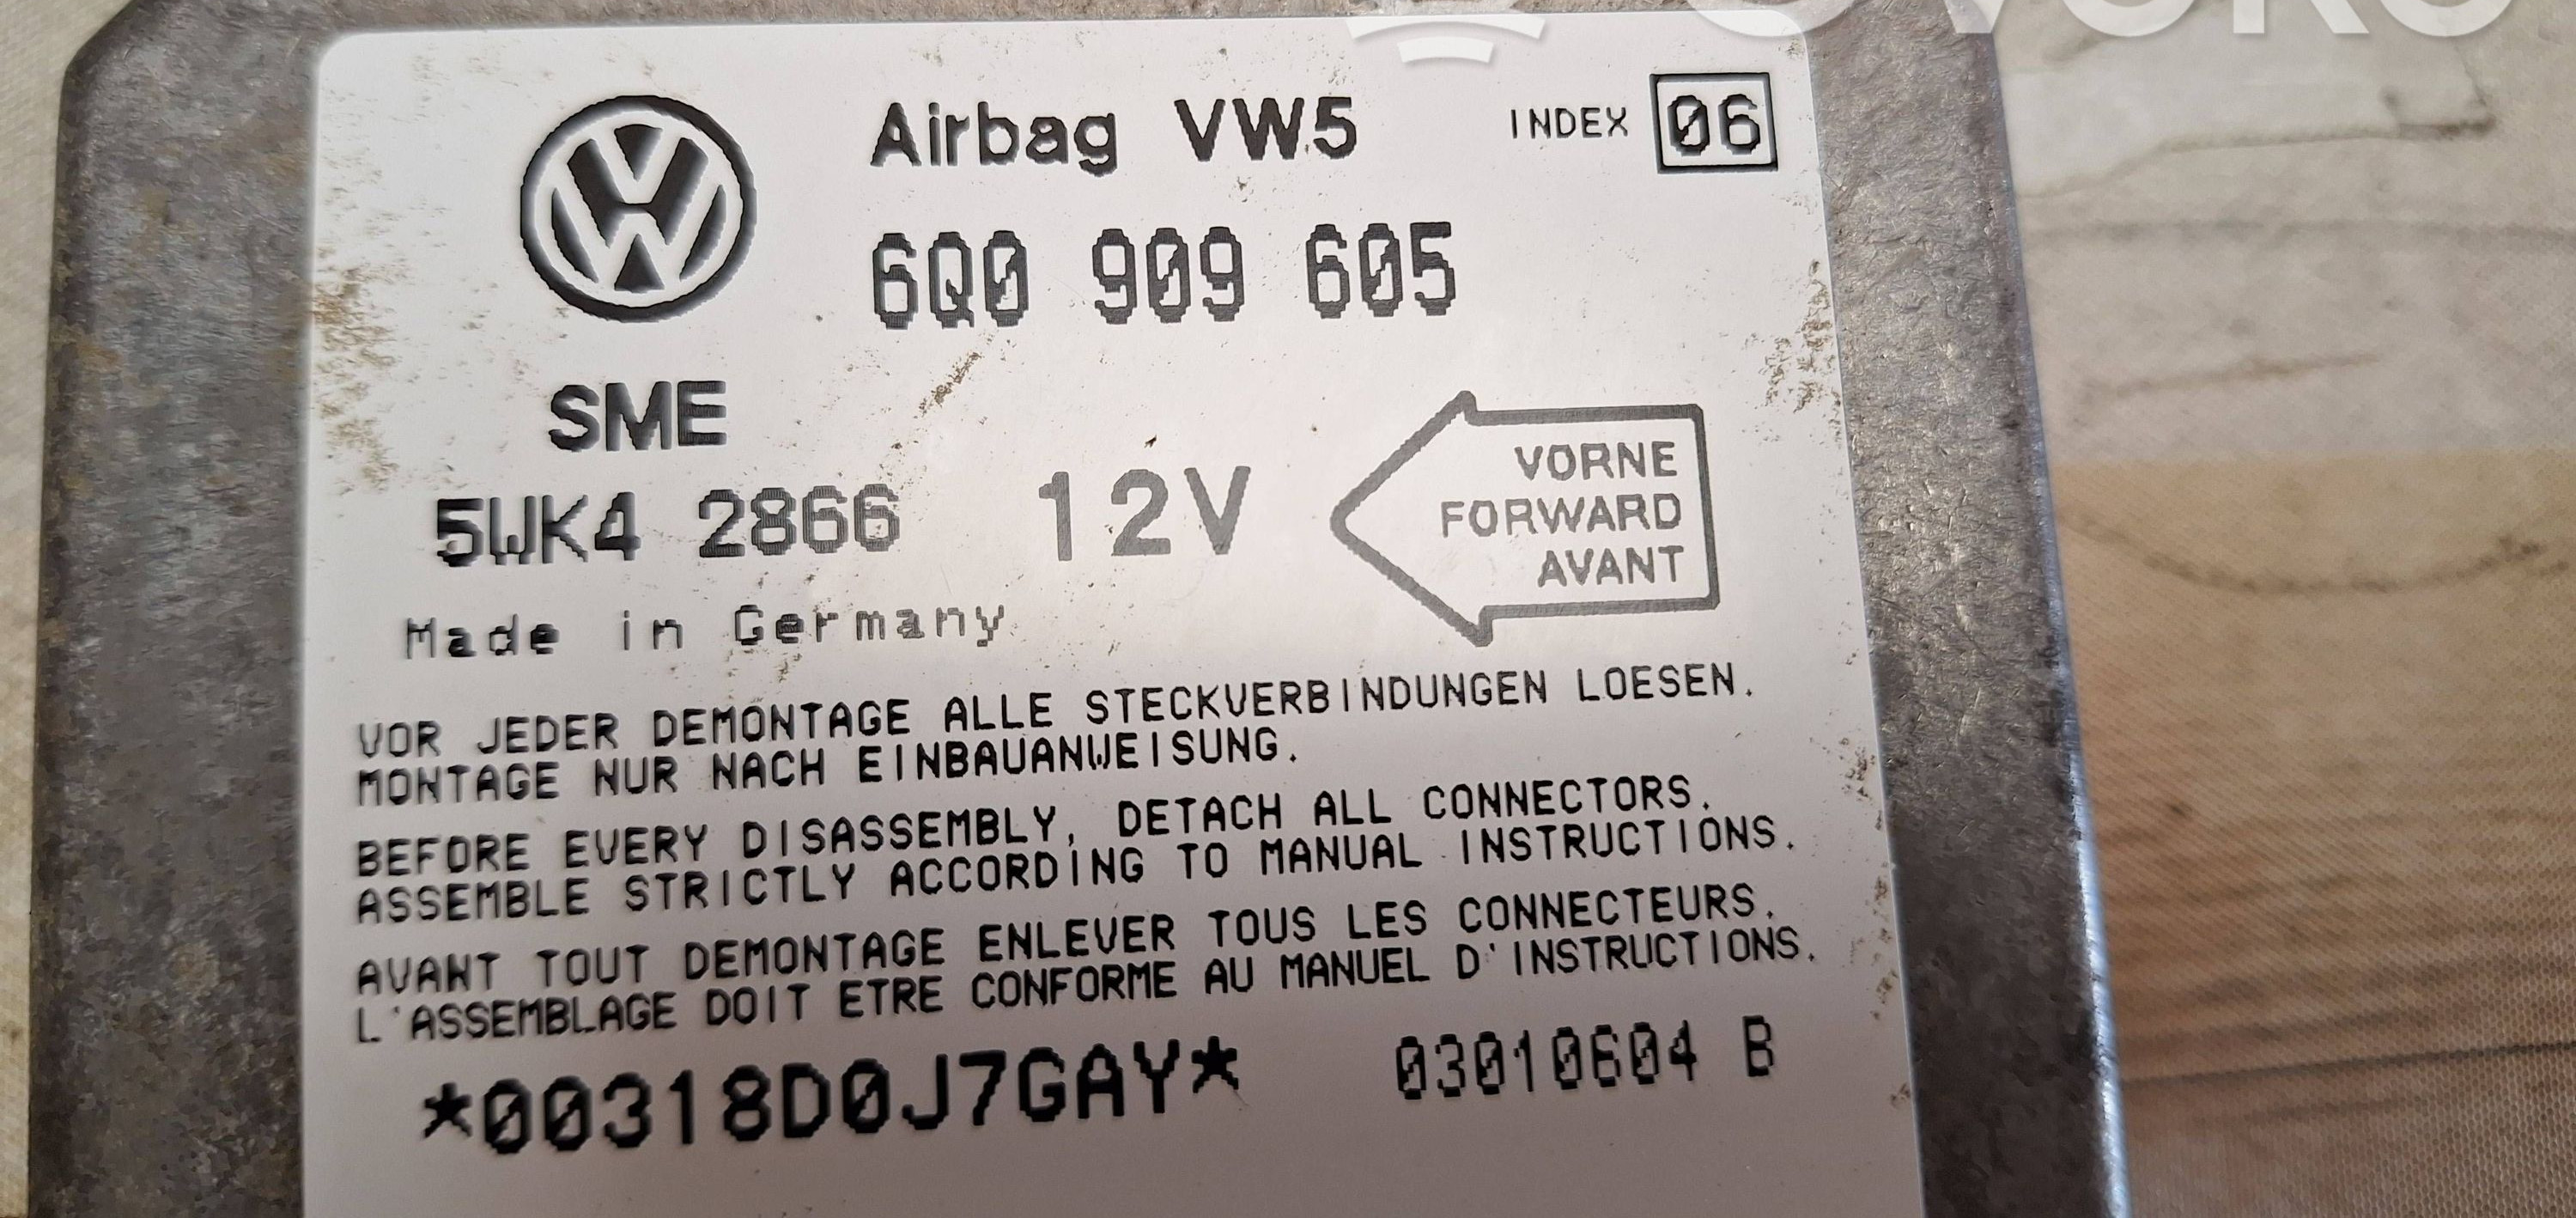 Airbag VW5 INDEX 06
6Q0 909 605
SME
5WK4 2866 12V
VORNE
FORWARD
AVANT
Made in Germany
VOR JEDER DEMONTAGE ALLE STECKVERBINDUNGEN LOESEN.
MONTAGE NUR NACH EINBAUANWEISUNG.
BEFORE EVERY DISASSEMBLY, DETACH ALL CONNECTORS.
ASSEMBLE STRICTLY ACCORDING TO MANUAL INSTRUCTIONS.
AVANT TOUT DEMONTAGE ENLEVER TOUS LES CONNECTEURS.
L'ASSEMBLAGE DOIT ETRE CONFORME AU MANUEL D'INSTRUCTIONS.
*00318D0J7GAY* 03010604 B